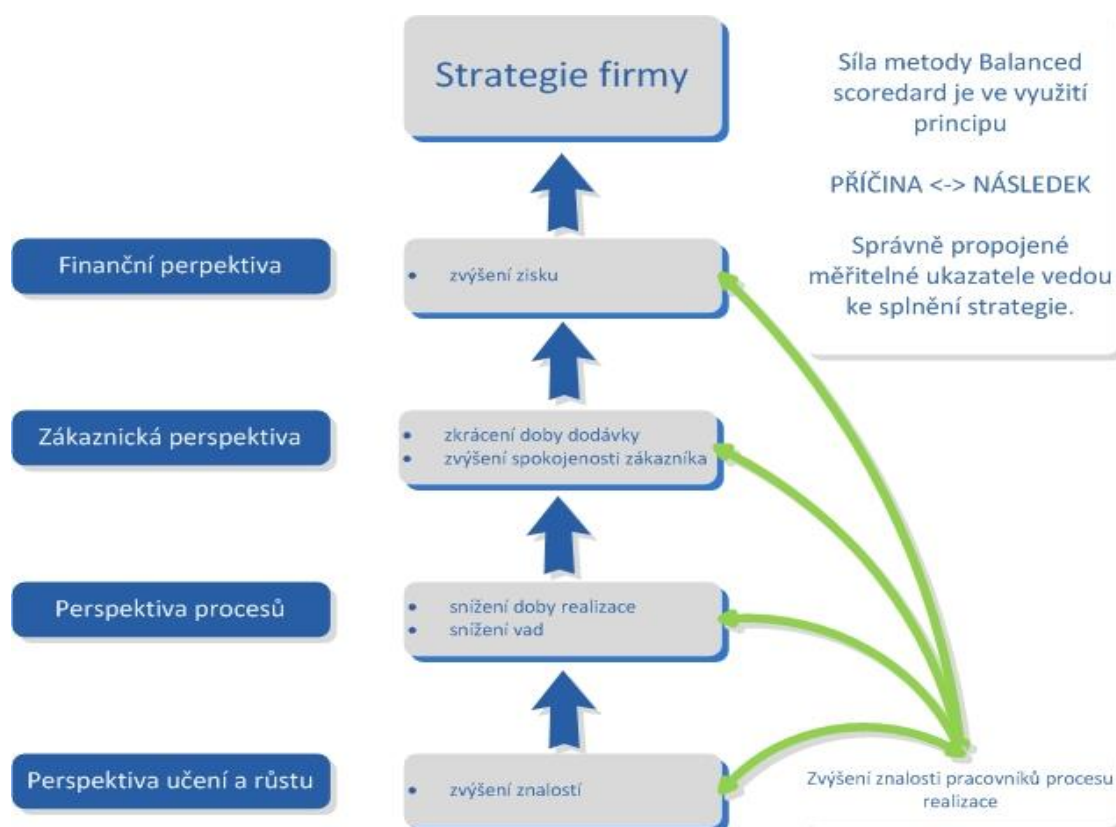 Strategie firmy
Síla metody Balanced
scoredard je ve využití
principu
PŘÍČINA <-> NÁSLEDEK
Správně propojené
měřitelné ukazatele vedou
ke splnění strategie.
Finanční perpektiva
• zvýšení zisku
Zákaznická perspektiva
• zkrácení doby dodávky
• zvýšení spokojenosti zákazníka
Perspektiva procesů
• snížení doby realizace
• snížení vad
Perspektiva učení a růstu
• zvýšení znalostí
Zvýšení znalosti pracovníků procesu
realizace